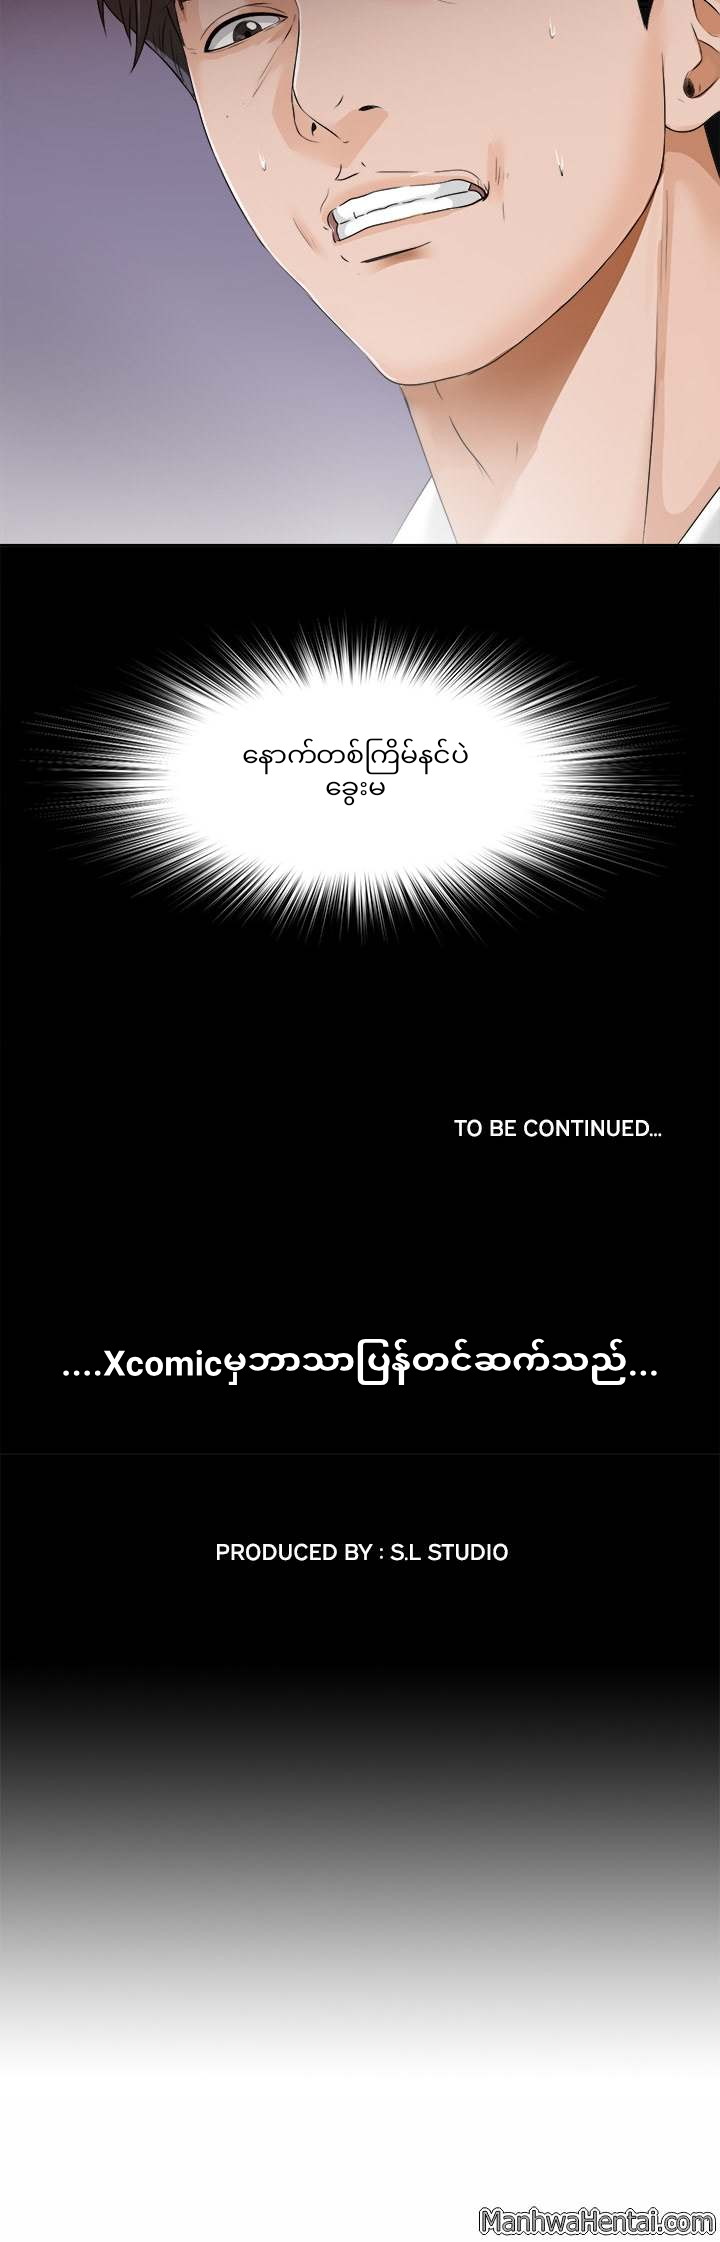 နောက်တစ်ကြိမ်နင်ပဲ
ခွေးမ
TO BE CONTINUED...
....Xcomicမှဘာသာပြန်တင်ဆက်သည်...
PRODUCED BY : S.L STUDIO
ManhwaHentai.com